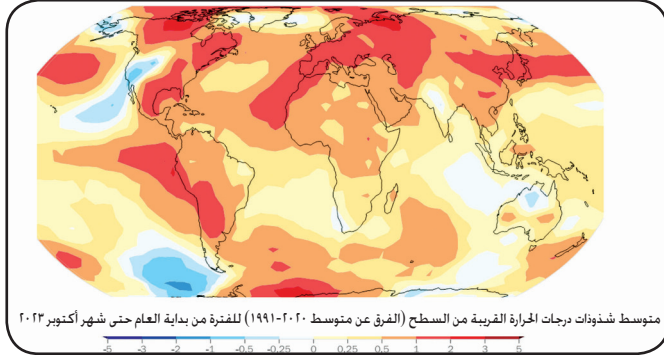 متوسط شذوذات درجات الحرارة القريبة من السطح (الفرق عن متوسط ٢٠٢٠-١٩٩١) للفترة من بداية العام حتى شهر أكتوبر ٢٠٢٣
-5 -3 -2 -1 -0.5 -0.25 0 0.25 0.5 1 2 3 5